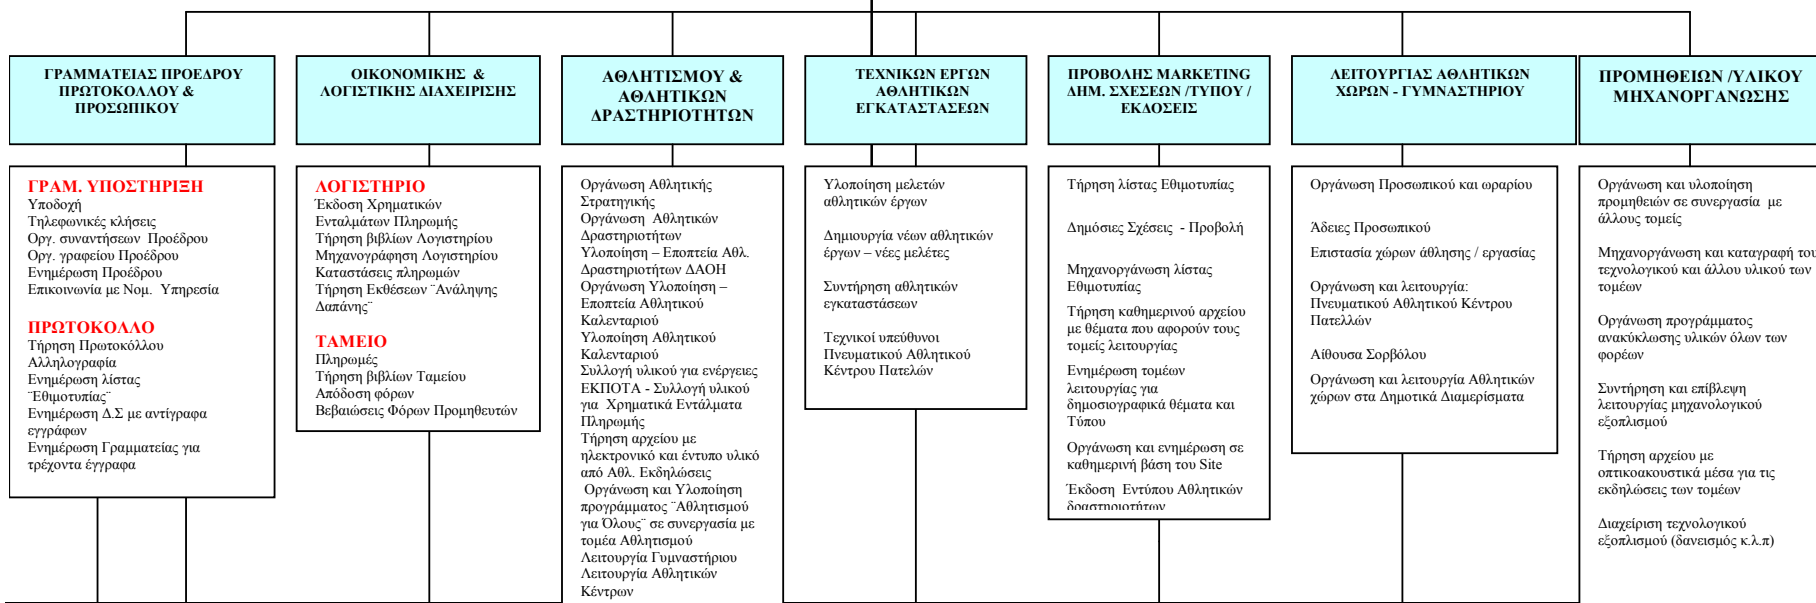 ΓΡΑΜΜΑΤΕΙΑΣ ΠΡΟΕΔΡΟΥ
ΠΡΩΤΟΚΟΛΛΟΥ &
ΠΡΟΣΩΠΙΚΟΥ
ΓΡΑΜ. ΥΠΟΣΤΗΡΙΞΗ
Υποδοχή
Τηλεφωνικές κλήσεις
Οργ. συναντήσεων Προέδρου
Οργ. γραφείου Προέδρου
Ενημέρωση Προέδρου
Επικοινωνία με Νομ. Υπηρεσία
ΠΡΩΤΟΚΟΛΛΟ
Τήρηση Πρωτοκόλλου
Αλληλογραφία
Ενημέρωση λίστας
¨Εθιμοτυπίας¨
Ενημέρωση Δ.Σ με αντίγραφα
εγγράφων
Ενημέρωση Γραμματείας για
τρέχοντα έγγραφα
ΟΙΚΟΝΟΜΙΚΗΣ &
ΛΟΓΙΣΤΙΚΗΣ ΔΙΑΧΕΙΡΙΣΗΣ
ΛΟΓΙΣΤΗΡΙΟ
Έκδοση Χρηματικών
Ενταλμάτων Πληρωμής
Τήρηση βιβλίων Λογιστηρίου
Μηχανογράφηση Λογιστηρίου
Καταστάσεις πληρωμών
Τήρηση Εκθέσεων ¨Ανάληψης
Δαπάνης¨
ΤΑΜΕΙΟ
Πληρωμές
Τήρηση βιβλίων Ταμείου
Απόδοση φόρων
Βεβαιώσεις Φόρων Προμηθευτών
ΑΘΛΗΤΙΣΜΟΥ &
ΑΘΛΗΤΙΚΩΝ
ΔΡΑΣΤΗΡΙΟΤΗΤΩΝ
Οργάνωση Αθλητικής
Στρατηγικής
Οργάνωση Αθλητικών
Δραστηριοτήτων
Υλοποίηση – Εποπτεία Αθλ.
Δραστηριοτήτων ΔΑΟΗ
Οργάνωση Υλοποίηση –
Εποπτεία Αθλητικού
Καλενταριού
Υλοποίηση Αθλητικού
Καλενταριού
Συλλογή υλικού για ενέργειες
ΕΚΠΟΤΑ - Συλλογή υλικού
για Χρηματικά Εντάλματα
Πληρωμής
Τήρηση αρχείου με
ηλεκτρονικό και έντυπο υλικό
από Αθλ. Εκδηλώσεις
Οργάνωση και Υλοποίηση
προγράμματος ¨Αθλητισμού
για Όλους¨ σε συνεργασία με
τομέα Αθλητισμού
Λειτουργία Γυμναστήριου
Λειτουργία Αθλητικών
Κέντρων
ΤΕΧΝΙΚΩΝ ΕΡΓΩΝ
ΑΘΛΗΤΙΚΩΝ
ΕΓΚΑΤΑΣΤΑΣΕΩΝ
Υλοποίηση μελετών
αθλητικών έργων
Δημιουργία νέων αθλητικών
έργων – νέες μελέτες
Συντήρηση αθλητικών
εγκαταστάσεων
Τεχνικοί υπεύθυνοι
Πνευματικού Αθλητικού
Κέντρου Πατελών
ΠΡΟΒΟΛΗΣ MARKETING
ΔΗΜ. ΣΧΕΣΕΩΝ /ΤΥΠΟΥ /
ΕΚΔΟΣΕΙΣ
Τήρηση λίστας Εθιμοτυπίας
Δημόσιες Σχέσεις - Προβολή
Μηχανοργάνωση λίστας
Εθιμοτυπίας
Τήρηση καθημερινού αρχείου
με θέματα που αφορούν τους
τομείς λειτουργίας
Ενημέρωση τομέων
λειτουργίας για
δημοσιογραφικά θέματα και
Τύπου
Οργάνωση και ενημέρωση σε
καθημερινή βάση του Site
Έκδοση Εντύπου Αθλητικών
δραστηριοτήτων
ΛΕΙΤΟΥΡΓΙΑΣ ΑΘΛΗΤΙΚΩΝ
ΧΩΡΩΝ - ΓΥΜΝΑΣΤΗΡΙΟΥ
Οργάνωση Προσωπικού και ωραρίου
Άδειες Προσωπικού
Επιστασία χώρων άθλησης / εργασίας
Οργάνωση και λειτουργία:
Πνευματικού Αθλητικού Κέντρου
Πατελλών
Αίθουσα Σορβόλου
Οργάνωση και λειτουργία Αθλητικών
χώρων στα Δημοτικά Διαμερίσματα
ΠΡΟΜΗΘΕΙΩΝ /ΥΛΙΚΟΥ
ΜΗΧΑΝΟΡΓΑΝΩΣΗΣ
Οργάνωση και υλοποίηση
προμηθειών σε συνεργασία με
άλλους τομείς
Μηχανοργάνωση και καταγραφή του
τεχνολογικού και άλλου υλικού των
τομέων
Οργάνωση προγράμματος
ανακύκλωσης υλικών όλων των
φορέων
Συντήρηση και επίβλεψη
λειτουργίας μηχανολογικού
εξοπλισμού
Τήρηση αρχείου με
οπτικοακουστικά μέσα για τις
εκδηλώσεις των τομέων
Διαχείριση τεχνολογικού
εξοπλισμού (δανεισμός κ.λ.π)